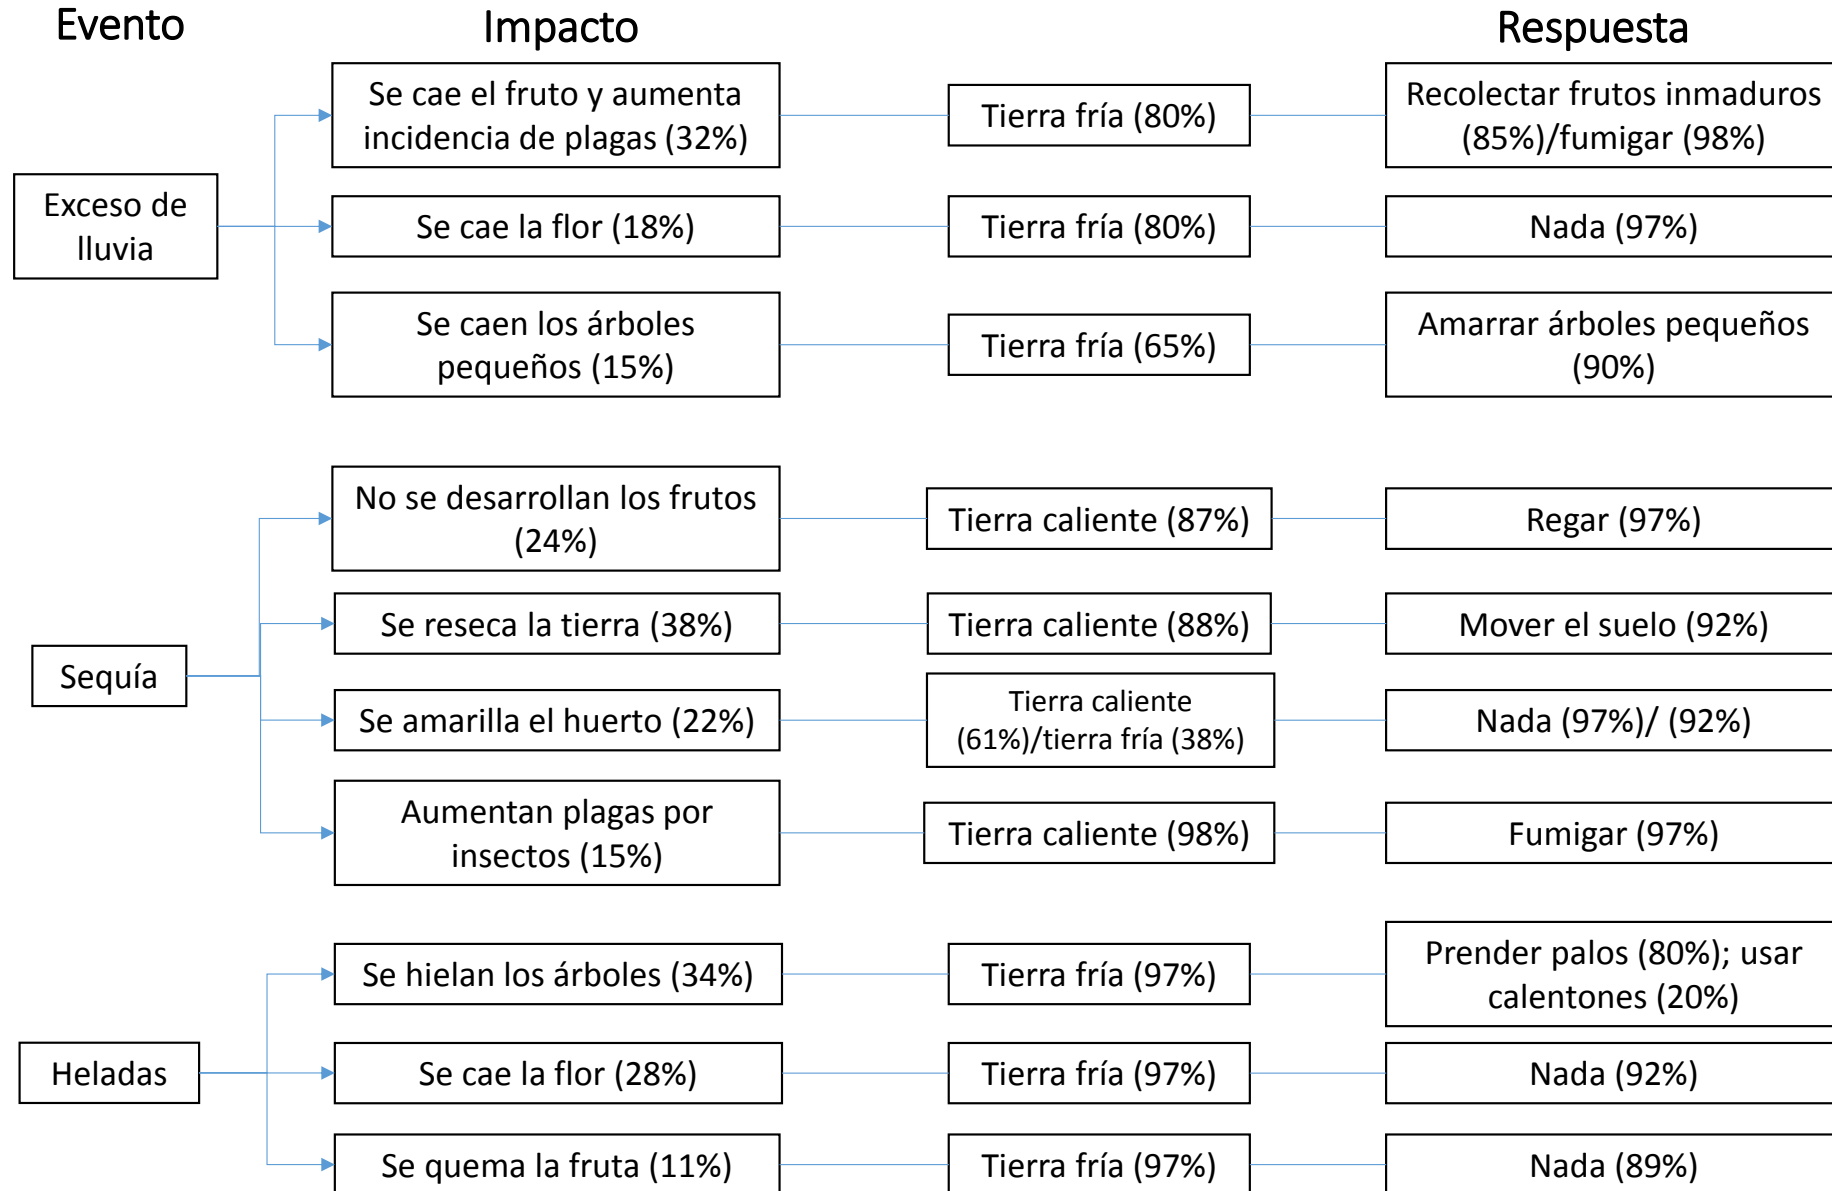 Evento
Impacto
Respuesta
Exceso de
lluvia
Se cae el fruto y aumenta
incidencia de plagas (32%)
Tierra fría (80%)
Recolectar frutos inmaduros
(85%)/fumigar (98%)
Se cae la flor (18%)
Tierra fría (80%)
Nada (97%)
Se caen los árboles
pequeños (15%)
Tierra fría (65%)
Amarrar árboles pequeños
(90%)
Sequía
No se desarrollan los frutos
(24%)
Tierra caliente (87%)
Regar (97%)
Se reseca la tierra (38%)
Tierra caliente (88%)
Mover el suelo (92%)
Se amarilla el huerto (22%)
Tierra caliente
(61%)/tierra fría (38%)
Nada (97%)/ (92%)
Aumentan plagas por
insectos (15%)
Tierra caliente (98%)
Fumigar (97%)
Heladas
Se hielan los árboles (34%)
Tierra fría (97%)
Prender palos (80%); usar
calentones (20%)
Se cae la flor (28%)
Tierra fría (97%)
Nada (92%)
Se quema la fruta (11%)
Tierra fría (97%)
Nada (89%)